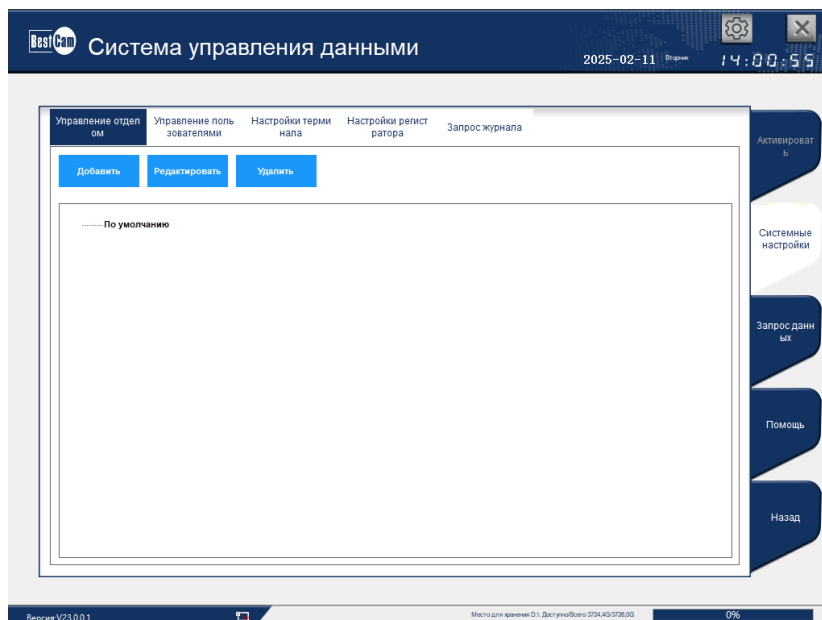 BestCam
Система управления данными
2025-02-11 Вторник 14:00:55
Управление отдел
ом
Управление поль
зователями
Настройки терми
нала
Настройки регист
ратора
Запрос журнала
Активироват
ь
Добавить
Редактировать
Удалить
По умолчанию
Системные
настройки
Запрос данн
ых
Помощь
Назад
Версия:V23.0.0.1
Место для хранения D:\: Доступно/Всего 3724,4G/3726,0G
0%